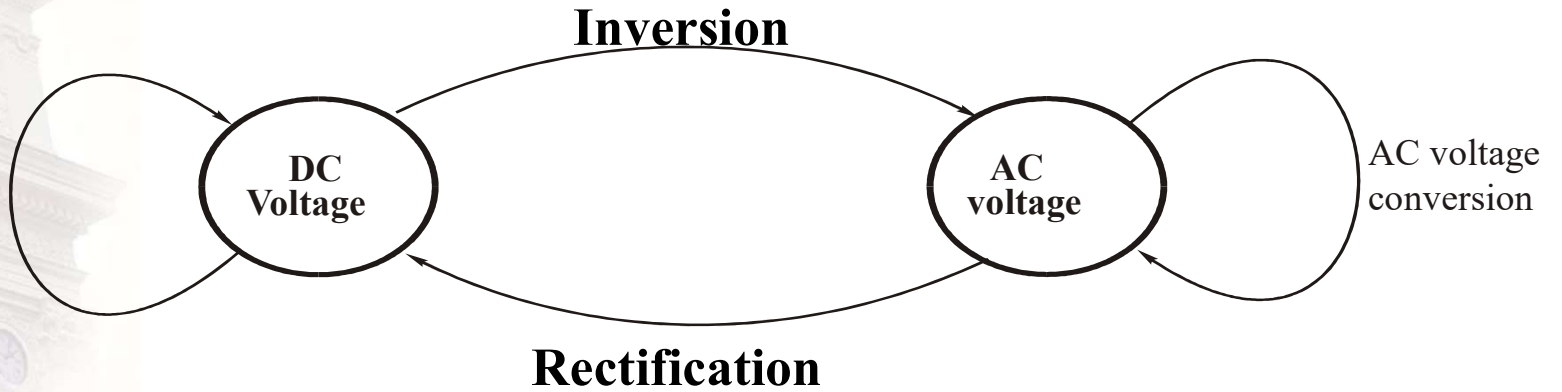 Inversion
DC
Voltage
AC
voltage
AC voltage
conversion
Rectification